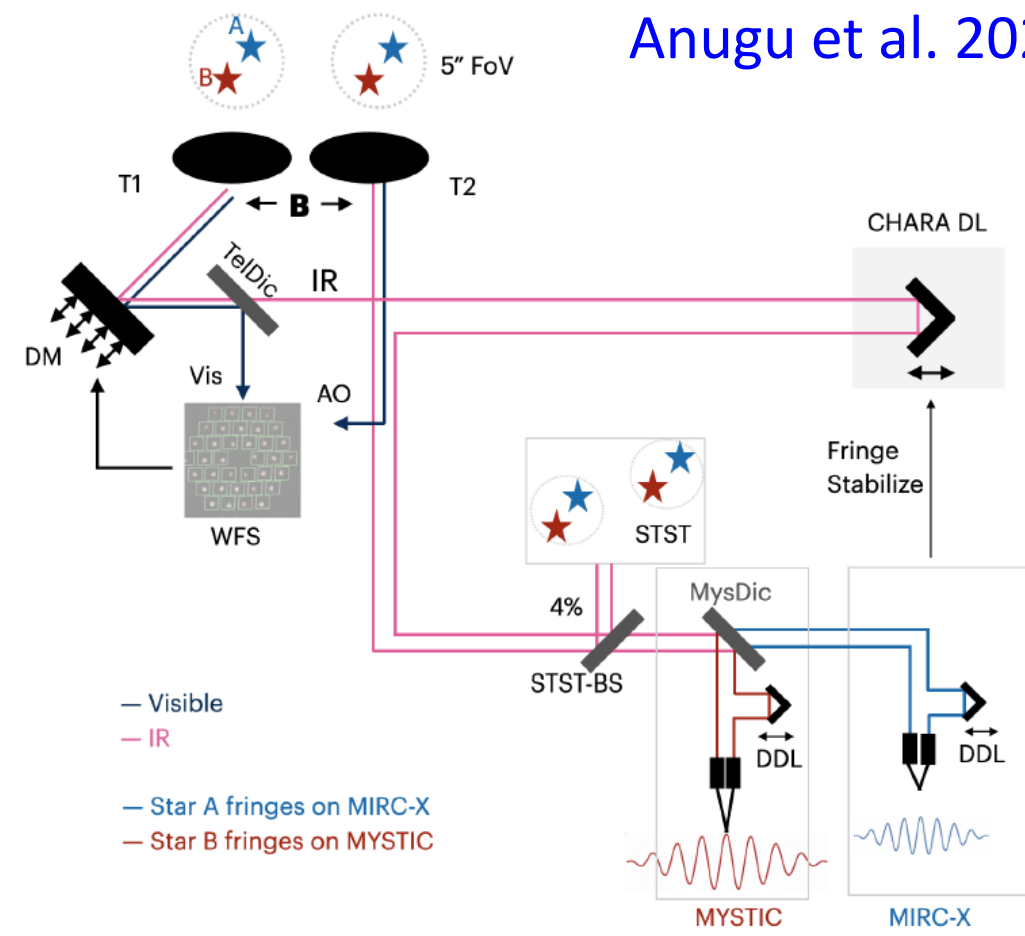 Anugu et al. 202
A
B
5” FoV
T1
← B →
T2
CHARA DL
TelDic
IR
DM
Vis
AO
WFS
Fringe
Stabilize
STST
4%
MysDic
STST-BS
DDL
DDL
— Visible
— IR
— Star A fringes on MIRC-X
— Star B fringes on MYSTIC
MYSTIC
MIRC-X